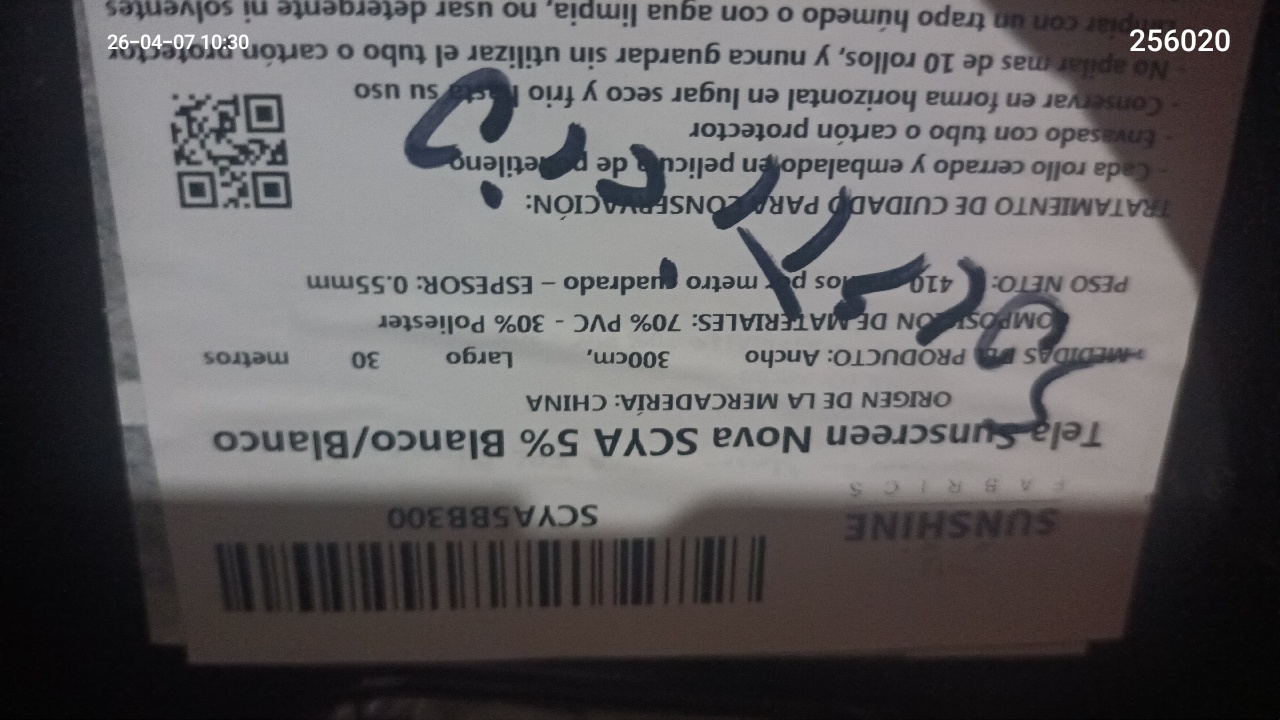 26-04-07 10:30
256020
SUNSHINE
FABRICS
SCYA5BB300
Tela Sunscreen Nova SCYA 5% Blanco/Blanco
ORIGEN DE LA MERCADERÍA: CHINA
MEDIDAS DEL PRODUCTO: Ancho 300cm, Largo 30 metros
COMPOSICIÓN DE MATERIALES: 70% PVC - 30% Poliester
PESO NETO: 410 por metro cuadrado – ESPESOR: 0.55mm
TRATAMIENTO DE CUIDADO PARA CONSERVACIÓN:
- Cada rollo cerrado y embalado en película de polietileno
- Envasado con tubo o cartón protector
- Conservar en forma horizontal en lugar seco y frio hasta su uso
- No apilar mas de 10 rollos, y nunca guardar sin utilizar el tubo o cartón protector
Limpiar con un trapo húmedo o con agua limpia, no usar detergente ni solventes